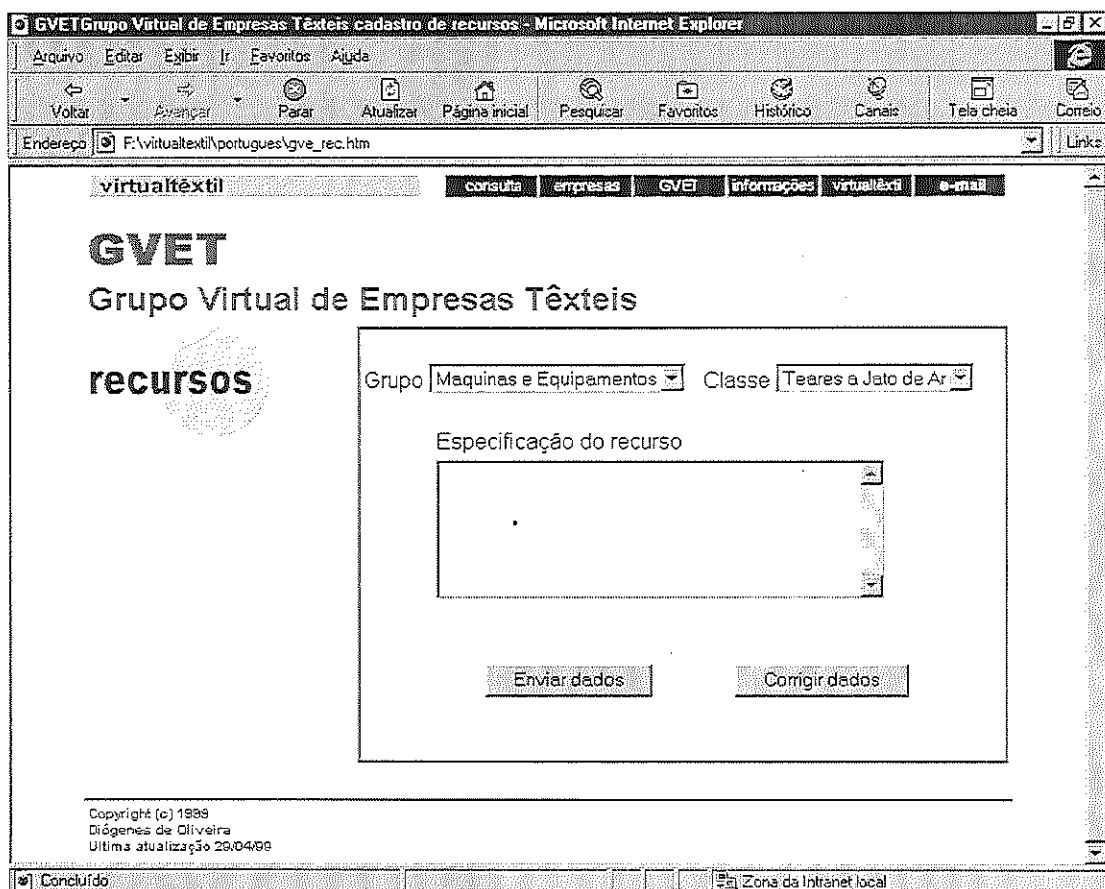 GVETGrupo Virtual de Empresas Têxteis cadastro de recursos - Microsoft Internet Explorer
Arquivo Editar Exibir Ir Favoritos Ajuda
Voltar Avançar Parar Atualizar Página inicial Pesquisar Favoritos Histórico Canais Tela cheia Correio
Endereço F:\virtualtextil\portugues\gve_rec.htm Links
virtualtêxtil consulta empresas GVET informações virtualtêxtil e-mail
GVET
Grupo Virtual de Empresas Têxteis
recursos
Grupo Maquinas e Equipamentos Classe Teares a Jato de Ar
Especificação do recurso
Enviar dados Corrigir dados
Copyright (c) 1999
Diógenes de Oliveira
Ultima atualização 29/04/99
Concluído Zona da Intranet local